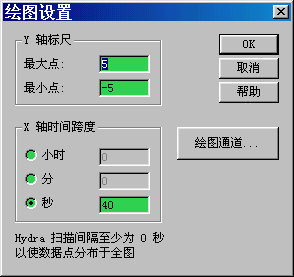 绘图设置
Y 轴标尺
最大点: 5
最小点: -5
OK
取消
帮助
X 轴时间跨度
小时 0
分 0
秒 40
绘图通道...
Hydra 扫描间隔至少为 0 秒
以使数据点分布于全图